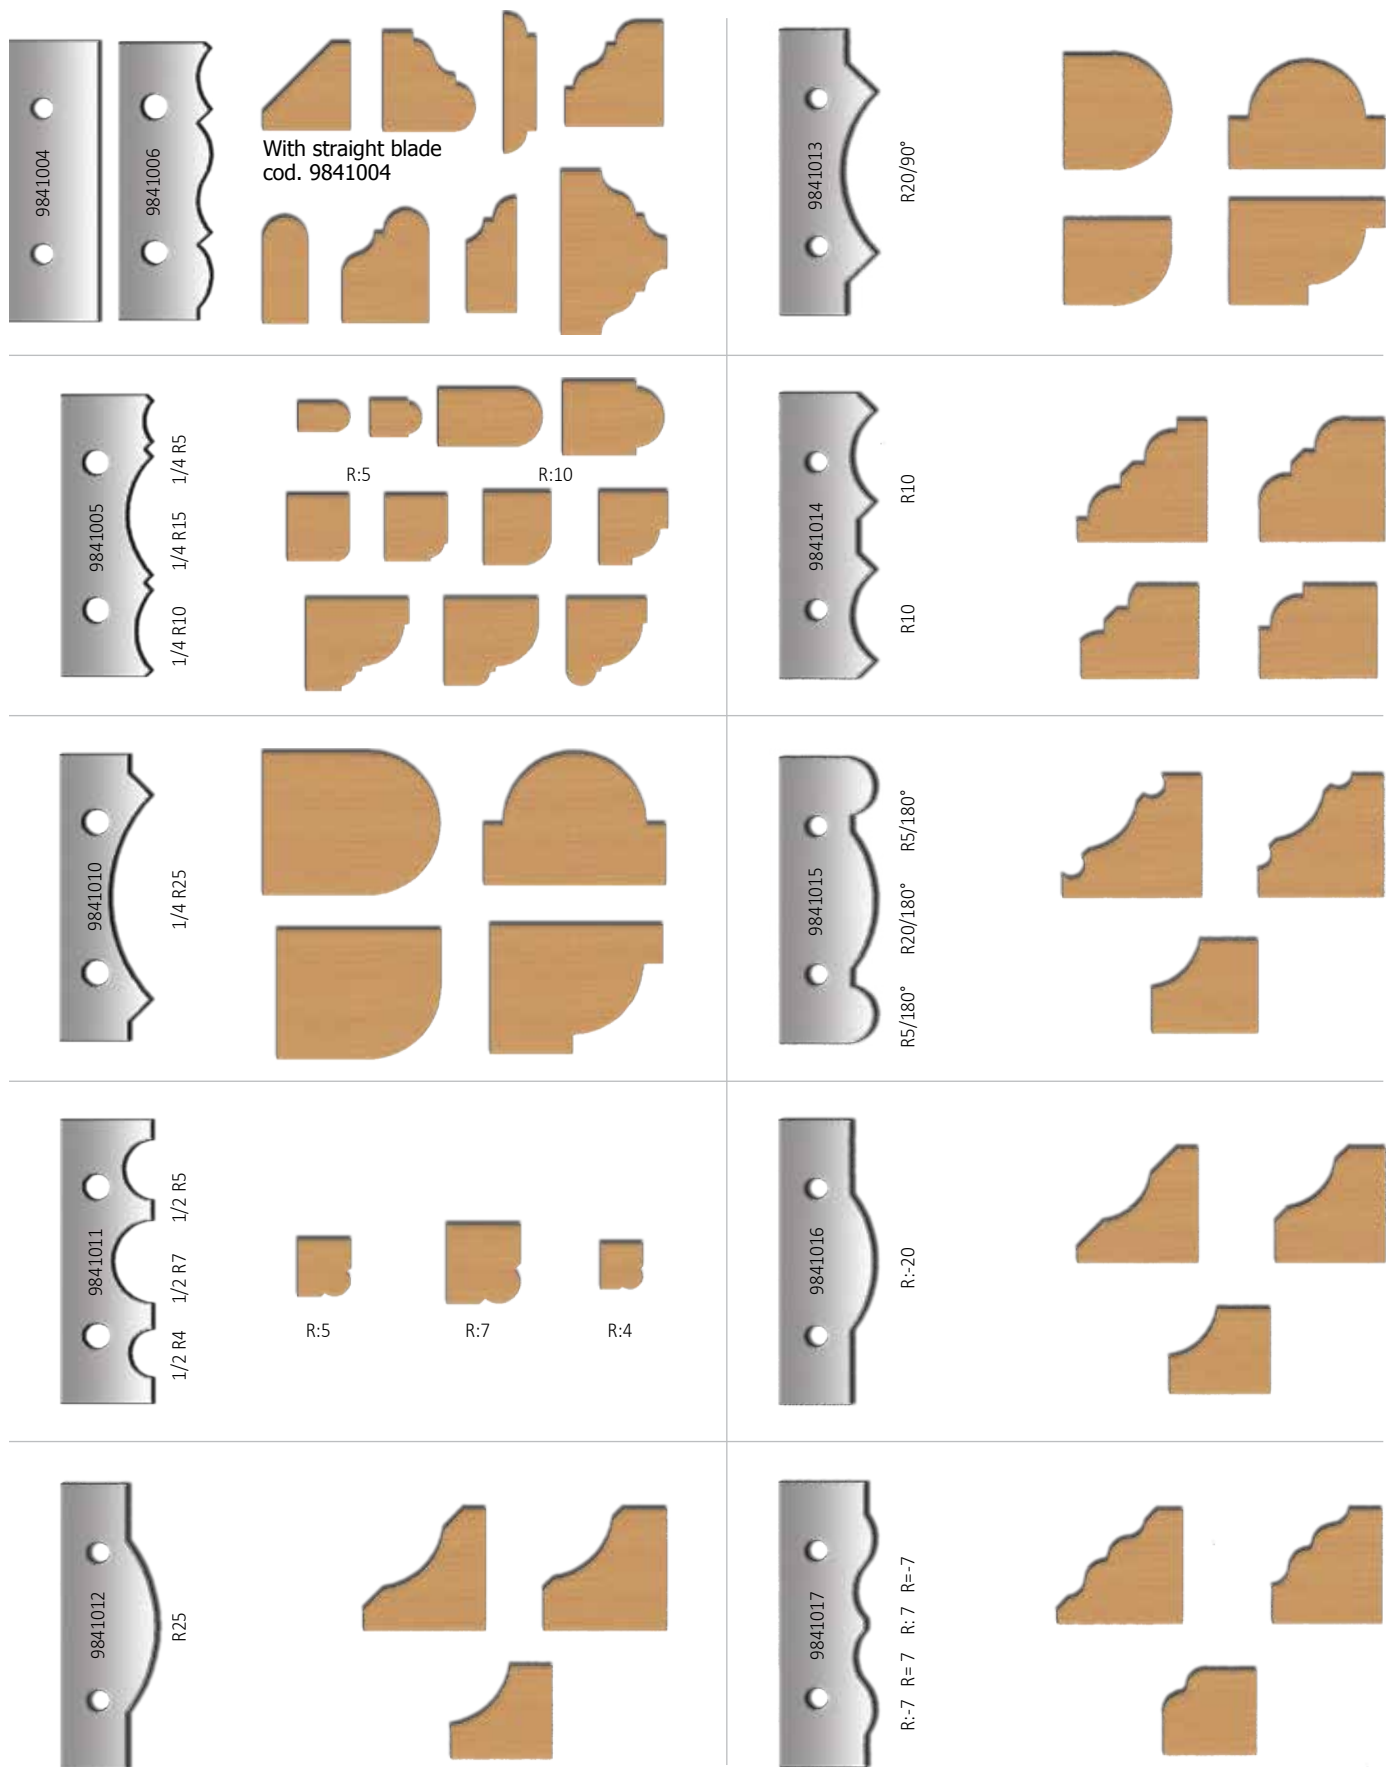 9841004
9841006
With straight blade
cod. 9841004
9841013
R20/90°
9841005
1/4 R5
1/4 R15
1/4 R10
R:5
R:10
9841014
R10
R10
9841010
1/4 R25
9841015
R5/180°
R20/180°
R5/180°
9841011
1/2 R5
1/2 R7
1/2 R4
R:5
R:7
R:4
9841016
R:-20
9841012
R25
9841017
R:-7 R=7 R:7 R=-7